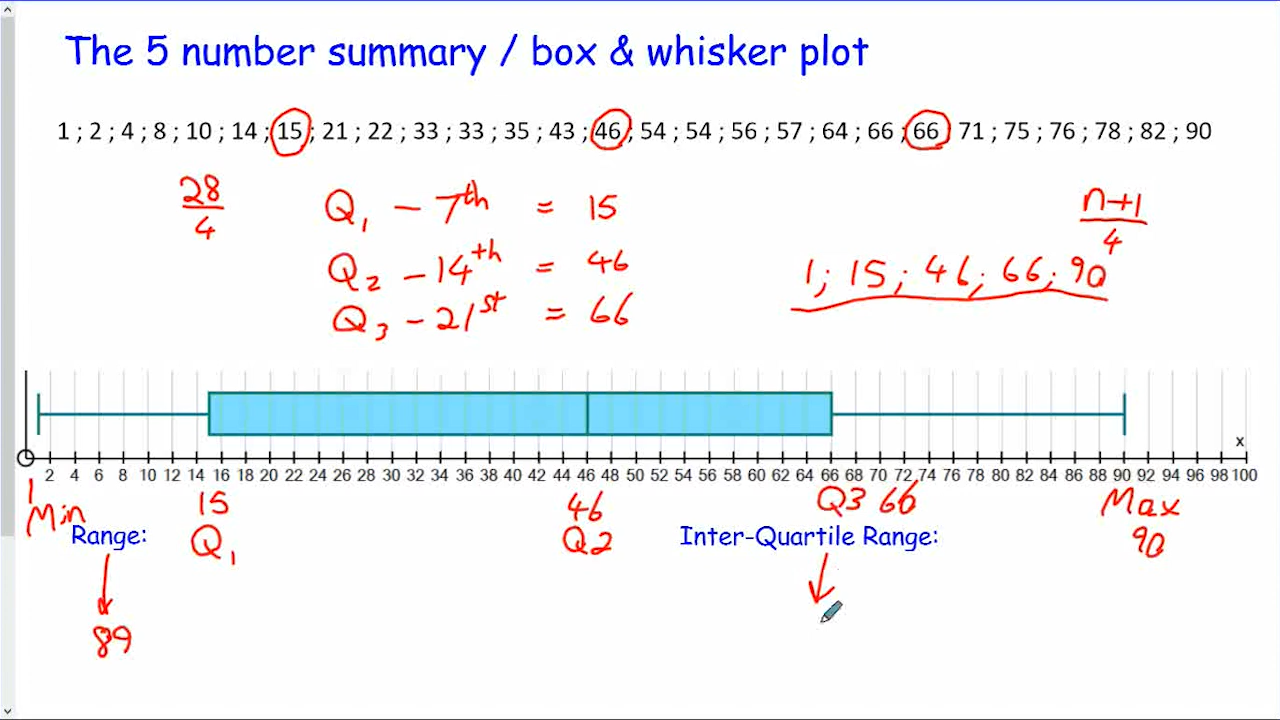 The 5 number summary / box & whisker plot
1 ; 2 ; 4 ; 8 ; 10 ; 14 ; 15 ; 21 ; 22 ; 33 ; 33 ; 35 ; 43 ; 46 ; 54 ; 54 ; 56 ; 57 ; 64 ; 66 ; 66 ; 71 ; 75 ; 76 ; 78 ; 82 ; 90
28/4
Q₁ - 7th = 15
n+1/4
Q₂ - 14th = 46
1; 15; 46; 66; 90
Q₃ - 21st = 66
x
0 2 4 6 8 10 12 14 16 18 20 22 24 26 28 30 32 34 36 38 40 42 44 46 48 50 52 54 56 58 60 62 64 66 68 70 72 74 76 78 80 82 84 86 88 90 92 94 96 98 100
1 15 46 Q3 66 Max
Min
Range: Q₁ Q2 Inter-Quartile Range: 90
89